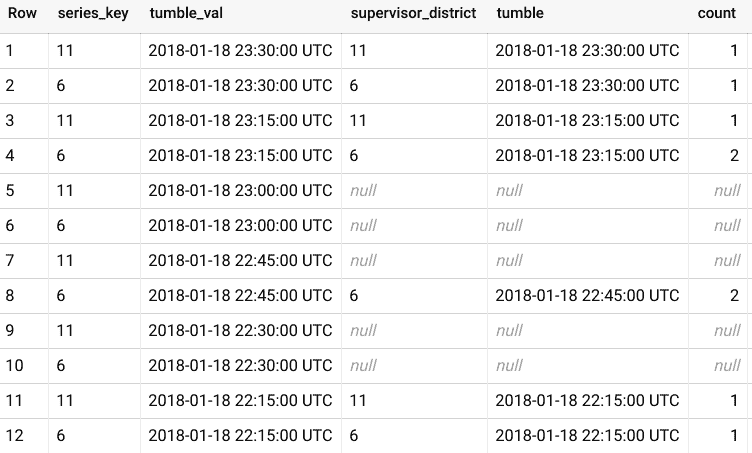 Row series_key tumble_val supervisor_district tumble count
1 11 2018-01-18 23:30:00 UTC 11 2018-01-18 23:30:00 UTC 1
2 6 2018-01-18 23:30:00 UTC 6 2018-01-18 23:30:00 UTC 1
3 11 2018-01-18 23:15:00 UTC 11 2018-01-18 23:15:00 UTC 1
4 6 2018-01-18 23:15:00 UTC 6 2018-01-18 23:15:00 UTC 2
5 11 2018-01-18 23:00:00 UTC null null null
6 6 2018-01-18 23:00:00 UTC null null null
7 11 2018-01-18 22:45:00 UTC null null null
8 6 2018-01-18 22:45:00 UTC 6 2018-01-18 22:45:00 UTC 2
9 11 2018-01-18 22:30:00 UTC null null null
10 6 2018-01-18 22:30:00 UTC null null null
11 11 2018-01-18 22:15:00 UTC 11 2018-01-18 22:15:00 UTC 1
12 6 2018-01-18 22:15:00 UTC 6 2018-01-18 22:15:00 UTC 1